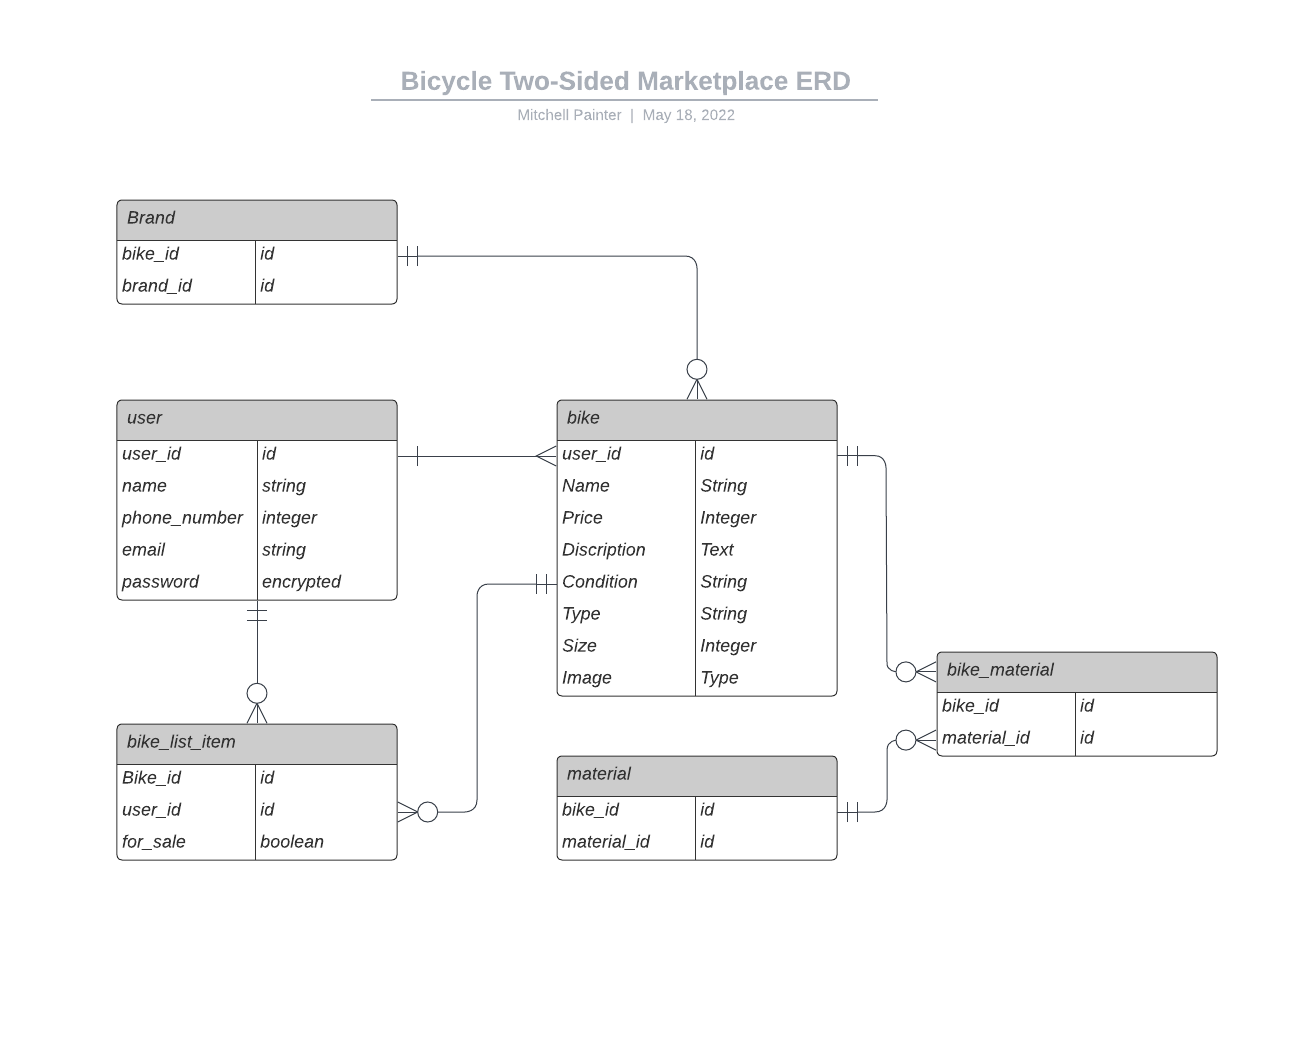 Bicycle Two-Sided Marketplace ERD
Mitchell Painter | May 18, 2022
Brand
bike_id id
brand_id id
user
user_id id
name string
phone_number integer
email string
password encrypted
bike
user_id id
Name String
Price Integer
Discription Text
Condition String
Type String
Size Integer
Image Type
bike_material
bike_id id
material_id id
bike_list_item
Bike_id id
user_id id
for_sale boolean
material
bike_id id
material_id id